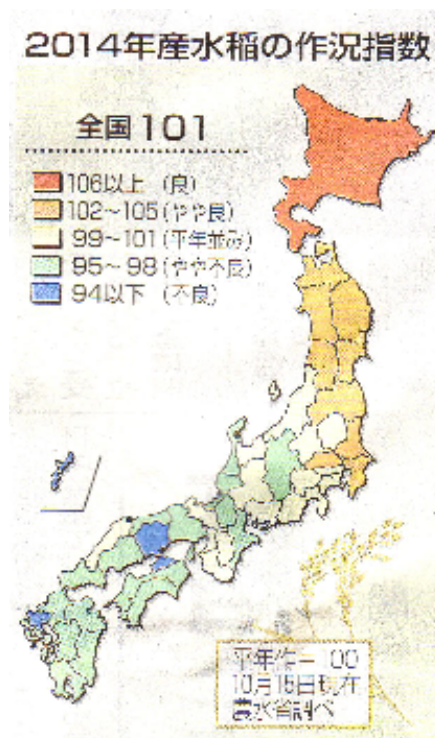 2014年産水稲の作況指数
全国101
106以上 (良)
102~105(やや良)
99~101(平年並み)
95~98(やや不良)
94以下 (不良)
平年作=100
10月15日現在
農水省調べ